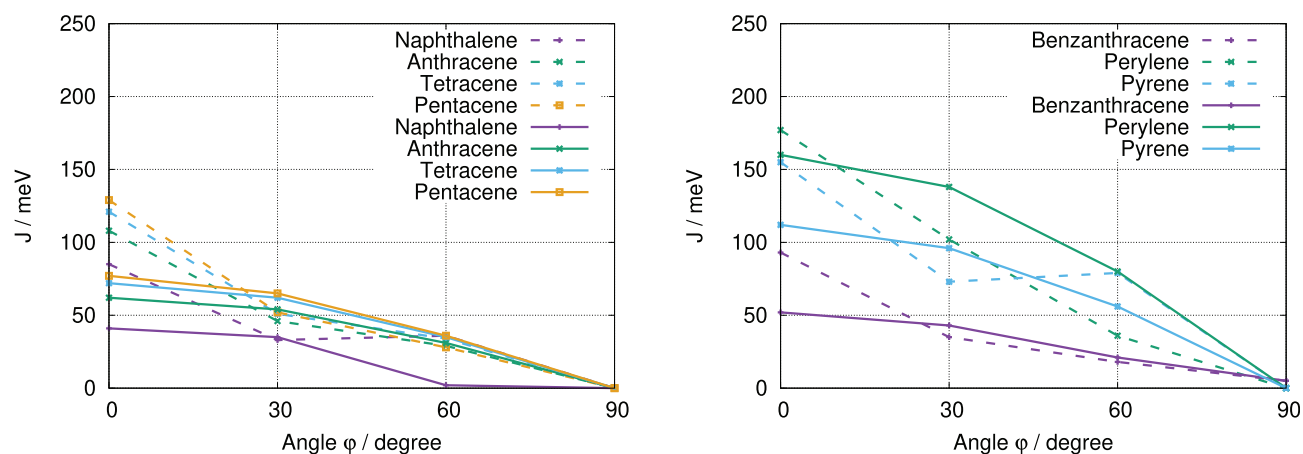 250
200
150
100
50
0
J / meV
0 30 60 90
Angle φ / degree
Naphthalene
Anthracene
Tetracene
Pentacene
Naphthalene
Anthracene
Tetracene
Pentacene
250
200
150
100
50
0
J / meV
0 30 60 90
Angle φ / degree
Benzanthracene
Perylene
Pyrene
Benzanthracene
Perylene
Pyrene